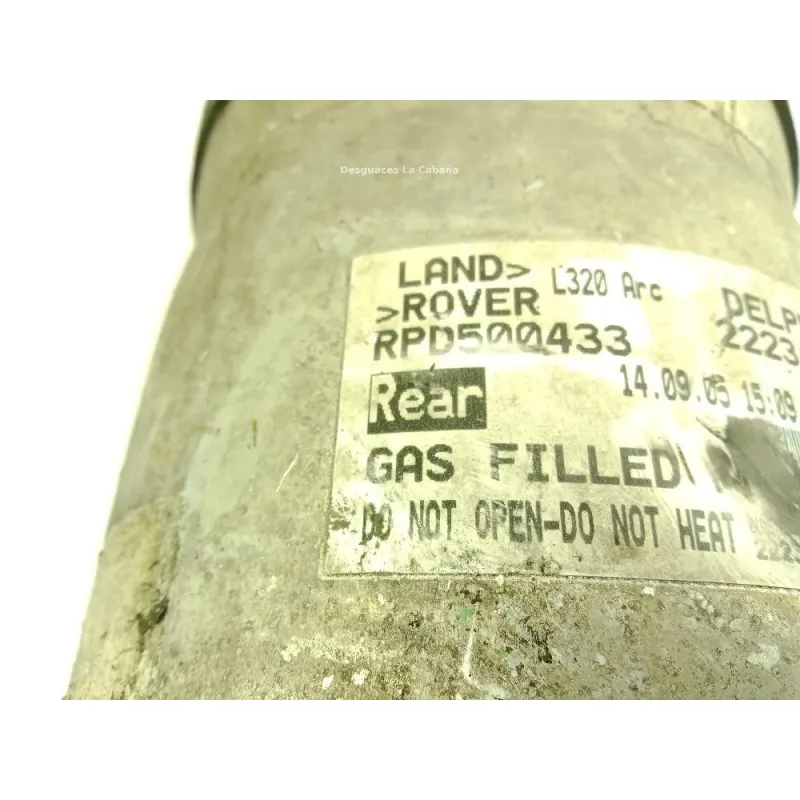 Desguaces La Cabaña
LAND> L320 Arc
>ROVER DELP
RPD500433 2223
Rear 14.09.05 15:09
GAS FILLED
DO NOT OPEN-DO NOT HEAT
2223